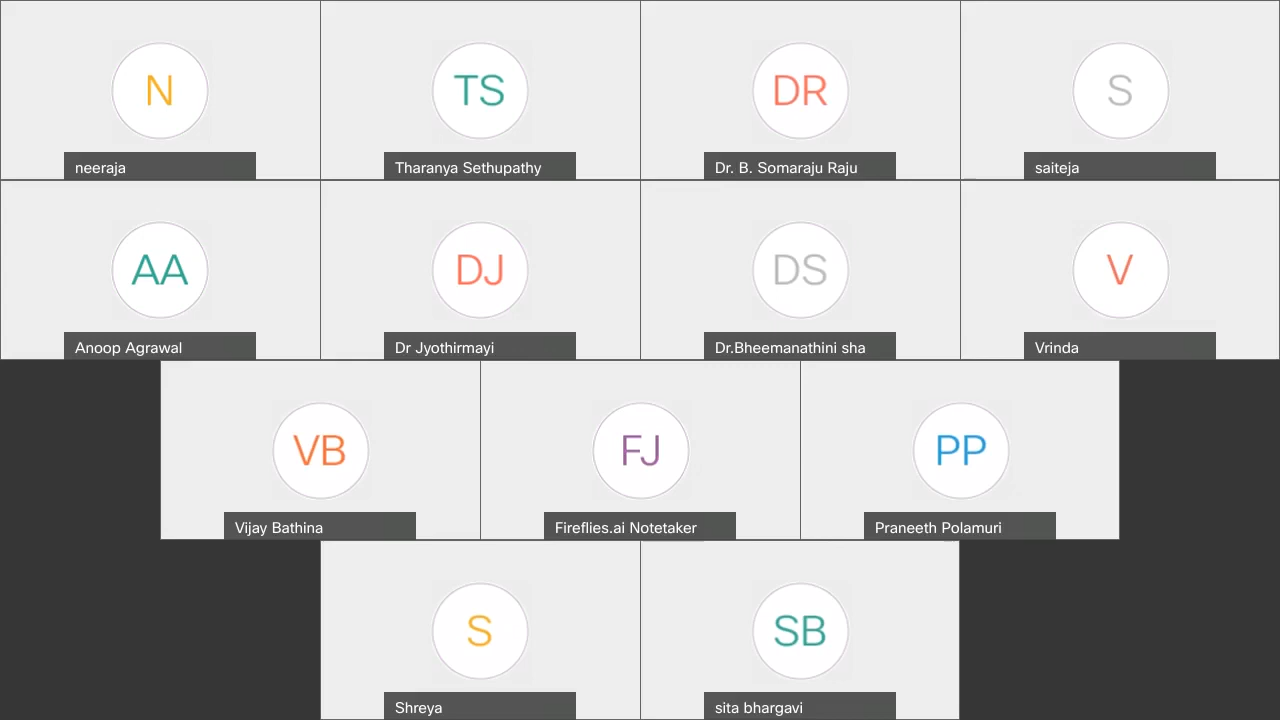 N
TS
DR
S
neeraja
Tharanya Sethupathy
Dr. B. Somaraju Raju
saiteja
AA
DJ
DS
V
Anoop Agrawal
Dr Jyothirmayi
Dr.Bheemanathini sha
Vrinda
VB
FJ
PP
Vijay Bathina
Fireflies.ai Notetaker
Praneeth Polamuri
S
SB
Shreya
sita bhargavi